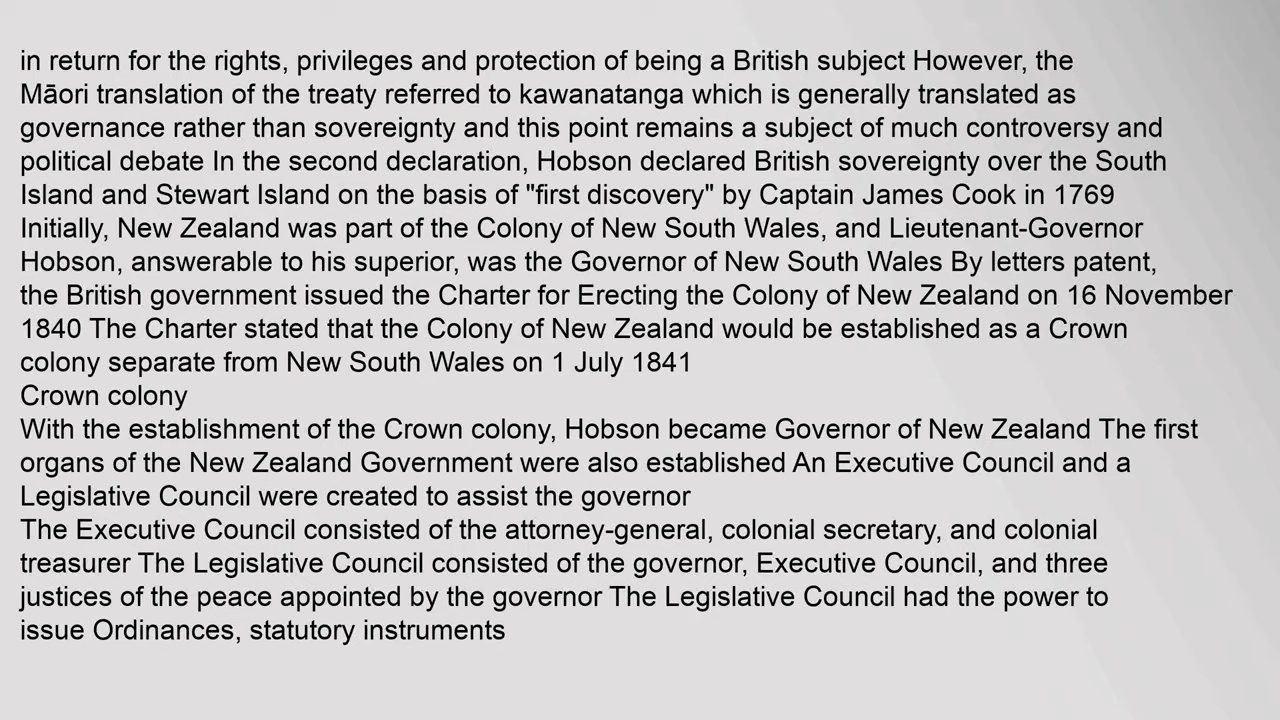 in return for the rights, privileges and protection of being a British subject However, the
Māori translation of the treaty referred to kawanatanga which is generally translated as
governance rather than sovereignty and this point remains a subject of much controversy and
political debate In the second declaration, Hobson declared British sovereignty over the South
Island and Stewart Island on the basis of "first discovery" by Captain James Cook in 1769
Initially, New Zealand was part of the Colony of New South Wales, and Lieutenant-Governor
Hobson, answerable to his superior, was the Governor of New South Wales By letters patent,
the British government issued the Charter for Erecting the Colony of New Zealand on 16 November
1840 The Charter stated that the Colony of New Zealand would be established as a Crown
colony separate from New South Wales on 1 July 1841
Crown colony
With the establishment of the Crown colony, Hobson became Governor of New Zealand The first
organs of the New Zealand Government were also established An Executive Council and a
Legislative Council were created to assist the governor
The Executive Council consisted of the attorney-general, colonial secretary, and colonial
treasurer The Legislative Council consisted of the governor, Executive Council, and three
justices of the peace appointed by the governor The Legislative Council had the power to
issue Ordinances, statutory instruments